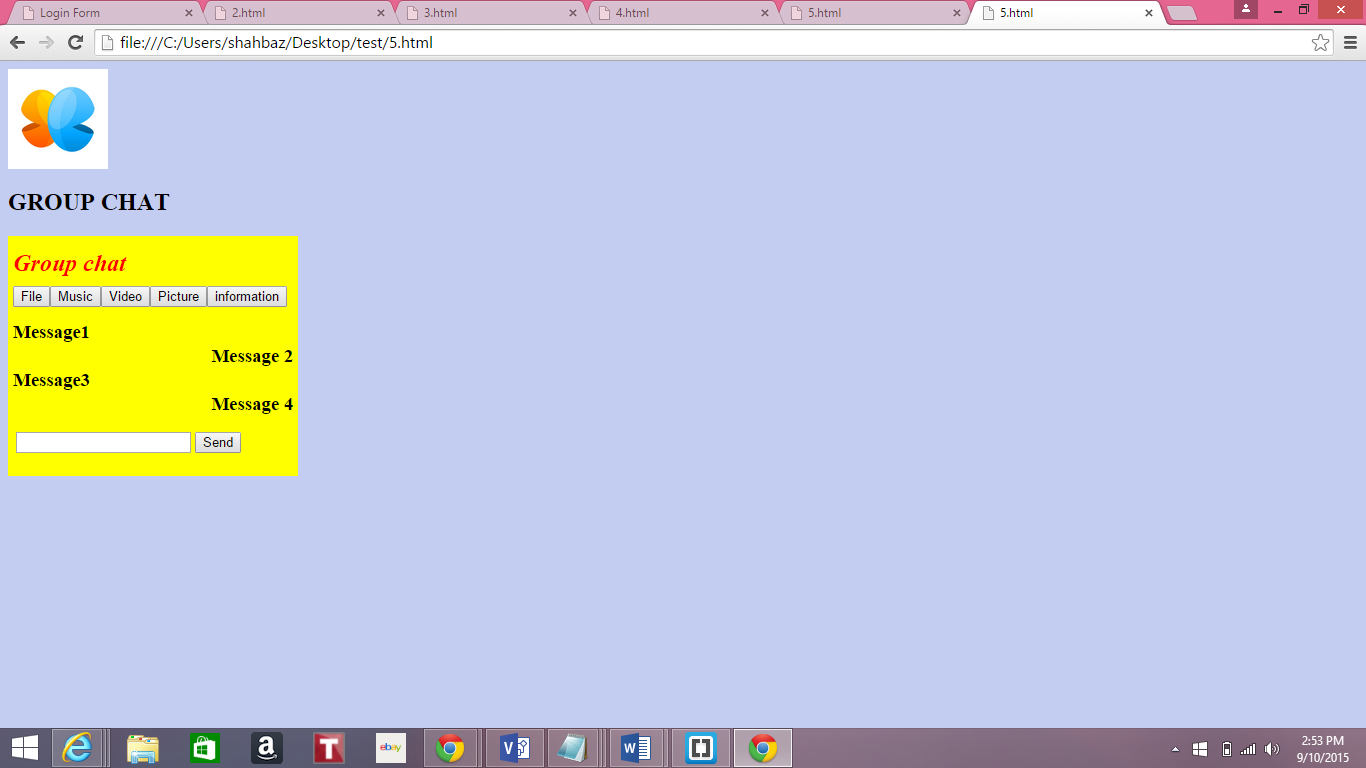 Login Form
2.html
3.html
4.html
5.html
5.html
file:///C:/Users/shahbaz/Desktop/test/5.html
GROUP CHAT
Group chat
File Music Video Picture information
Message1
Message 2
Message3
Message 4
Send
a
T
ebay
V
W
2:53 PM
9/10/2015